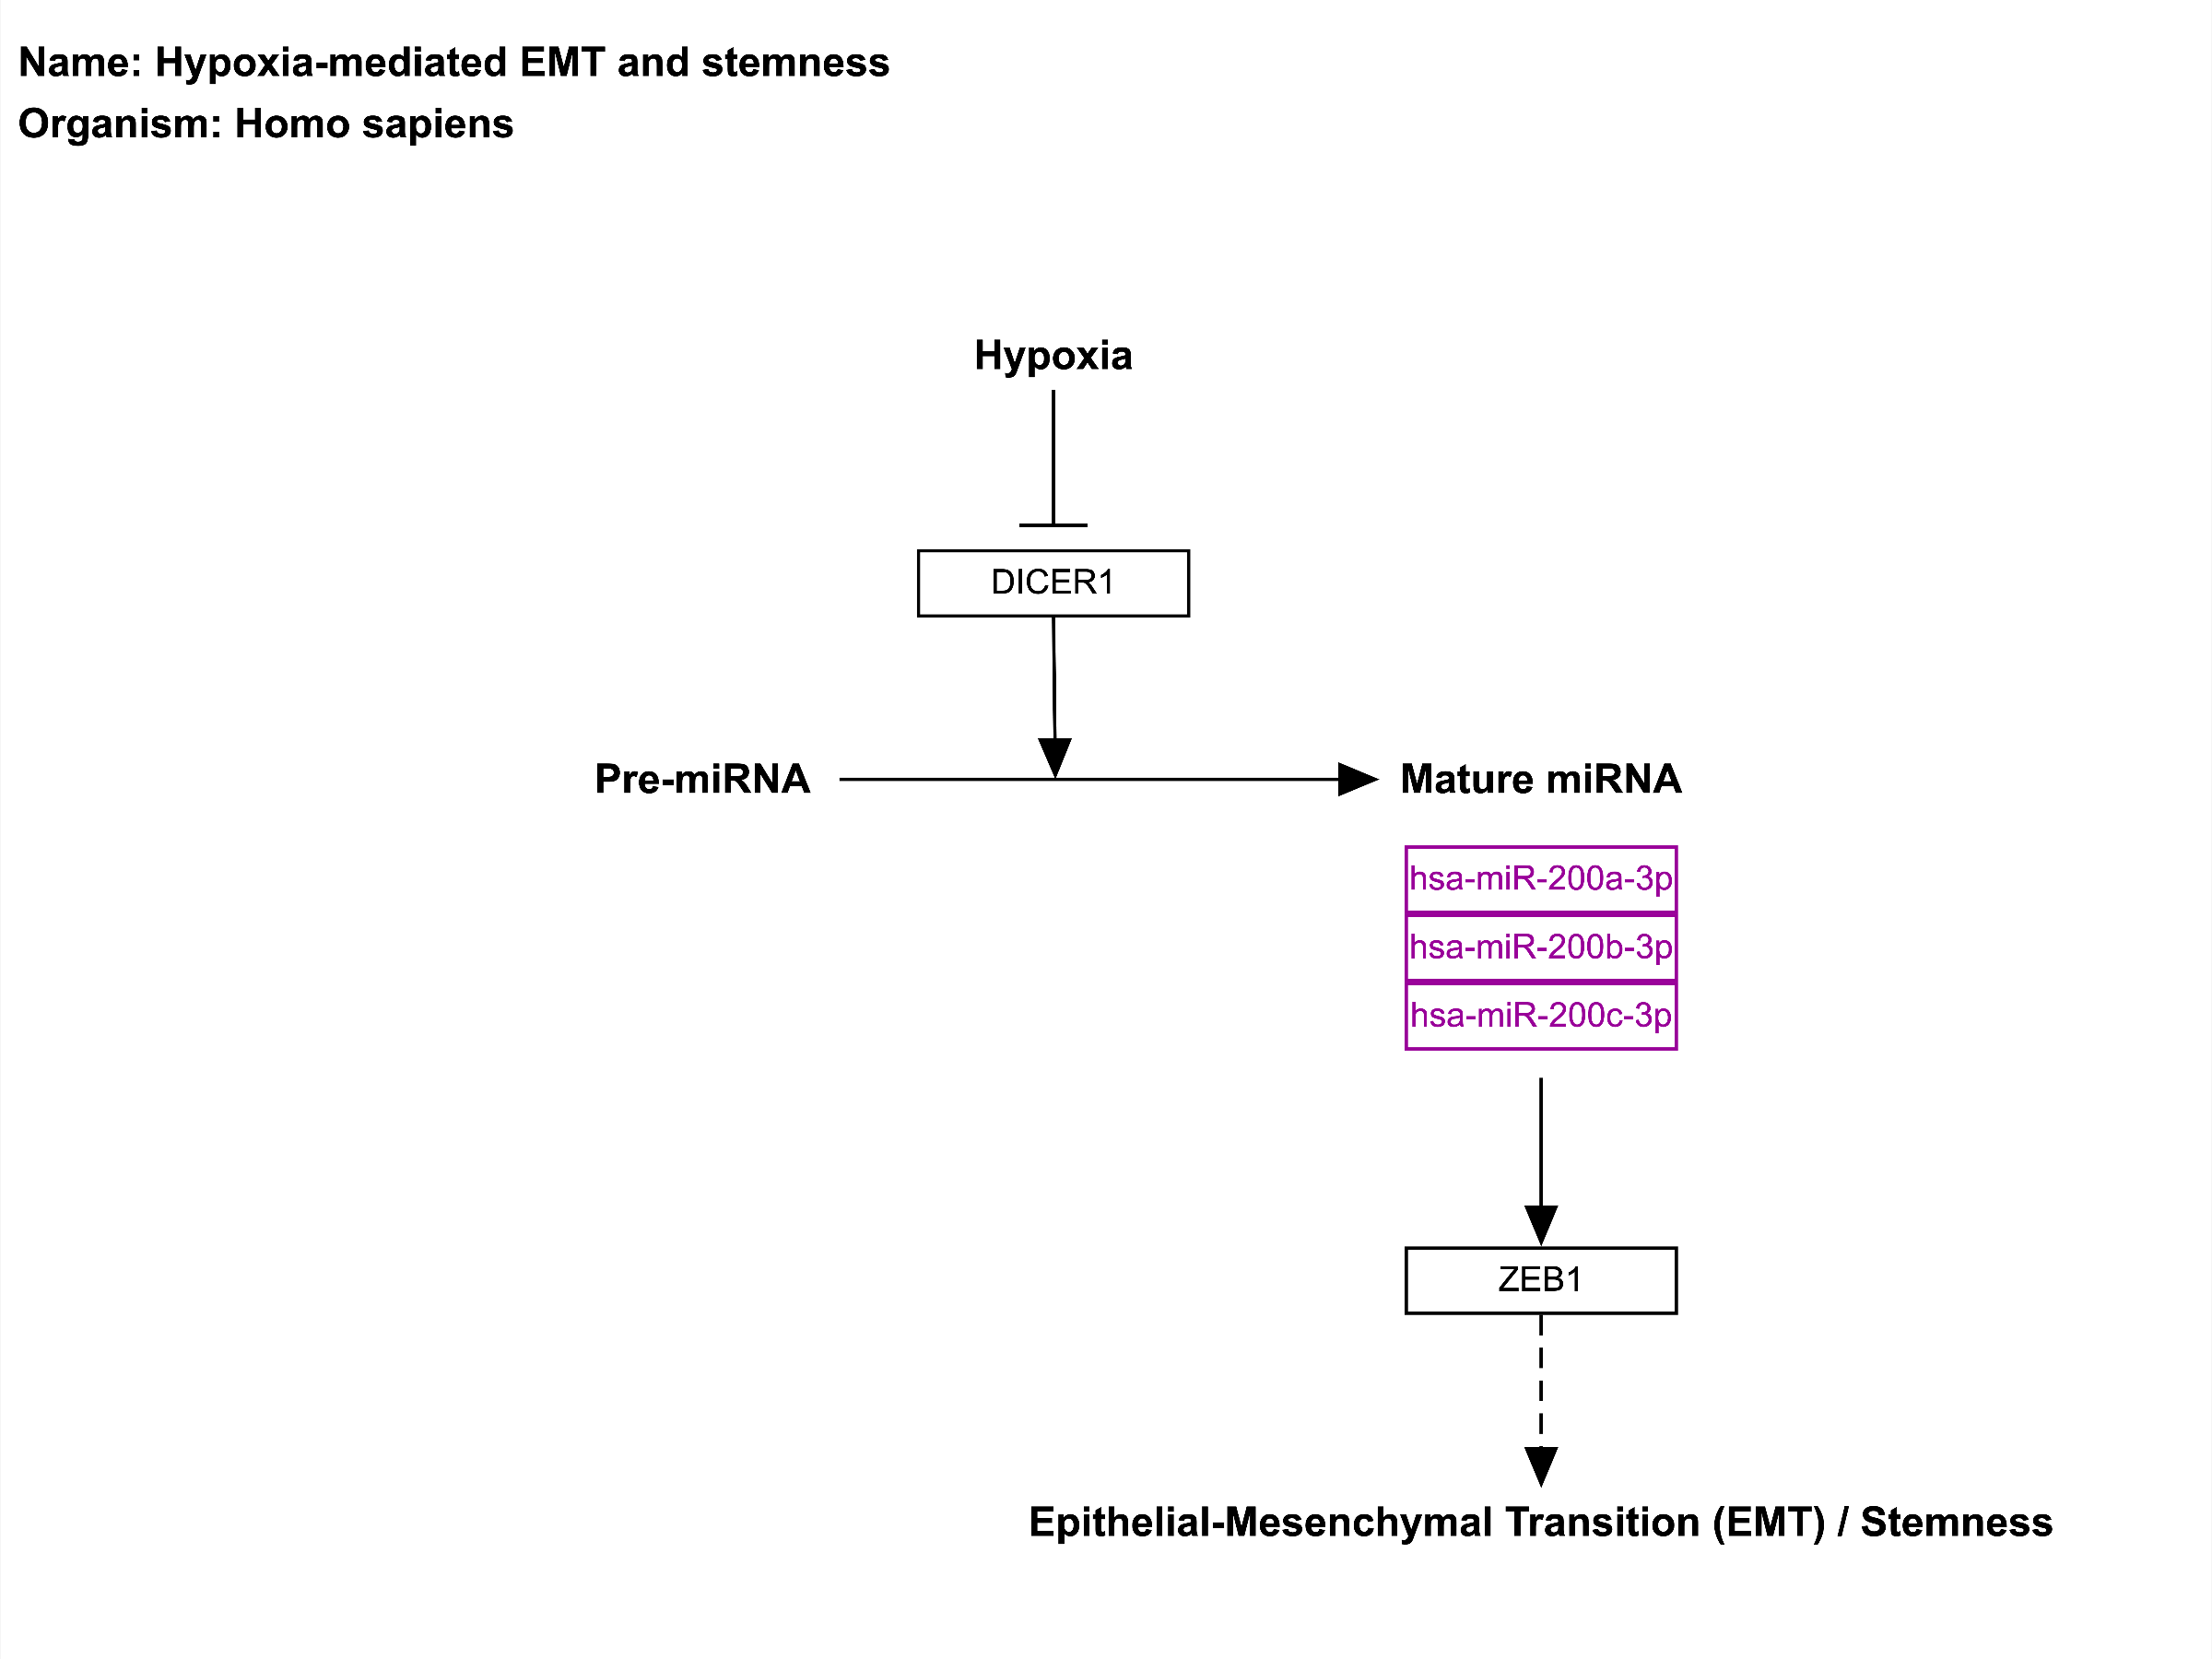 Name: Hypoxia-mediated EMT and stemness
Organism: Homo sapiens
Hypoxia
DICER1
Pre-miRNA
Mature miRNA
hsa-miR-200a-3p
hsa-miR-200b-3p
hsa-miR-200c-3p
ZEB1
Epithelial-Mesenchymal Transition (EMT) / Stemness